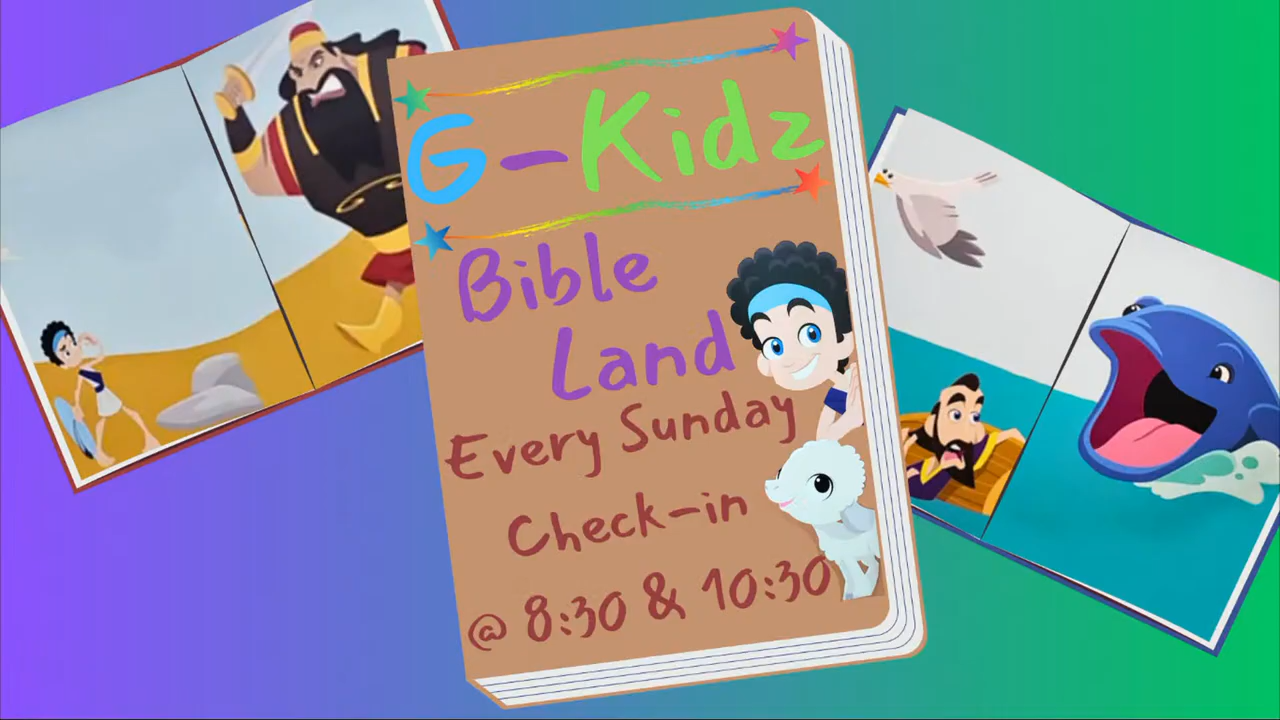 G-Kidz
Bible
Land
Every Sunday
Check-in
@ 8:30 & 10:30